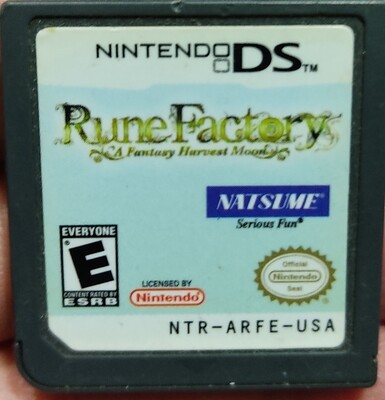 NINTENDO DS™
Rune Factory
A Fantasy Harvest Moon
NATSUME®
Serious Fun®
EVERYONE
E
CONTENT RATED BY
ESRB
LICENSED BY
Nintendo
Official
Nintendo
Seal
NTR-ARFE-USA